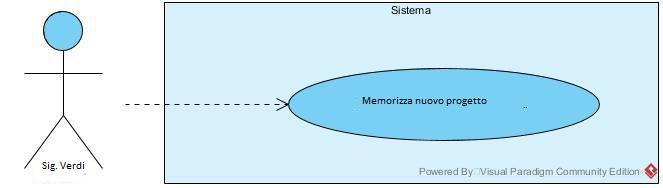 Sistema
Memorizza nuovo progetto
Sig. Verdi
Powered By Visual Paradigm Community Edition